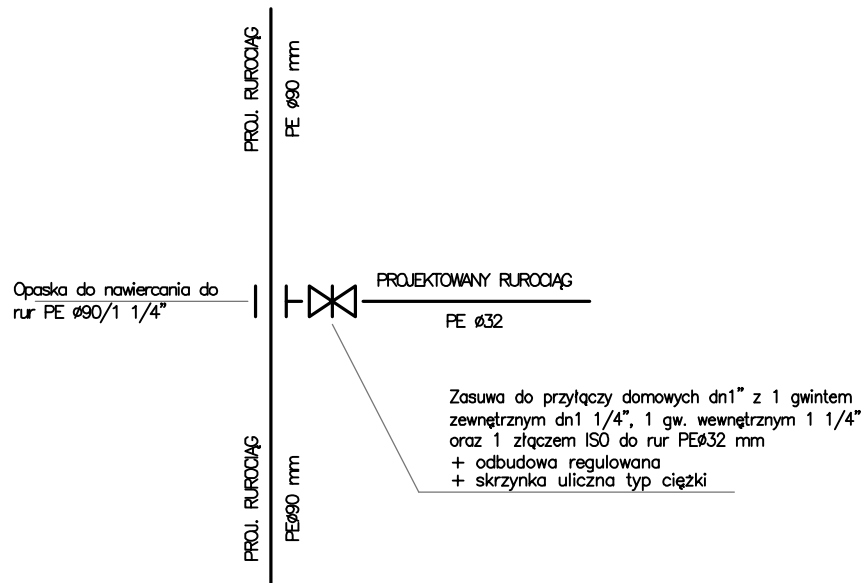 PROJ. RUROCIĄG
PE ø90 mm
Opaska do nawiercania do
rur PE ø90/1 1/4”
PROJEKTOWANY RUROCIĄG
PE ø32
Zasuwa do przyłączy domowych dn1” z 1 gwintem
zewnętrznym dn1 1/4”, 1 gw. wewnętrznym 1 1/4”
oraz 1 złączem ISO do rur PEø32 mm
+ odbudowa regulowana
+ skrzynka uliczna typ ciężki
PROJ. RUROCIĄG
PEø90 mm